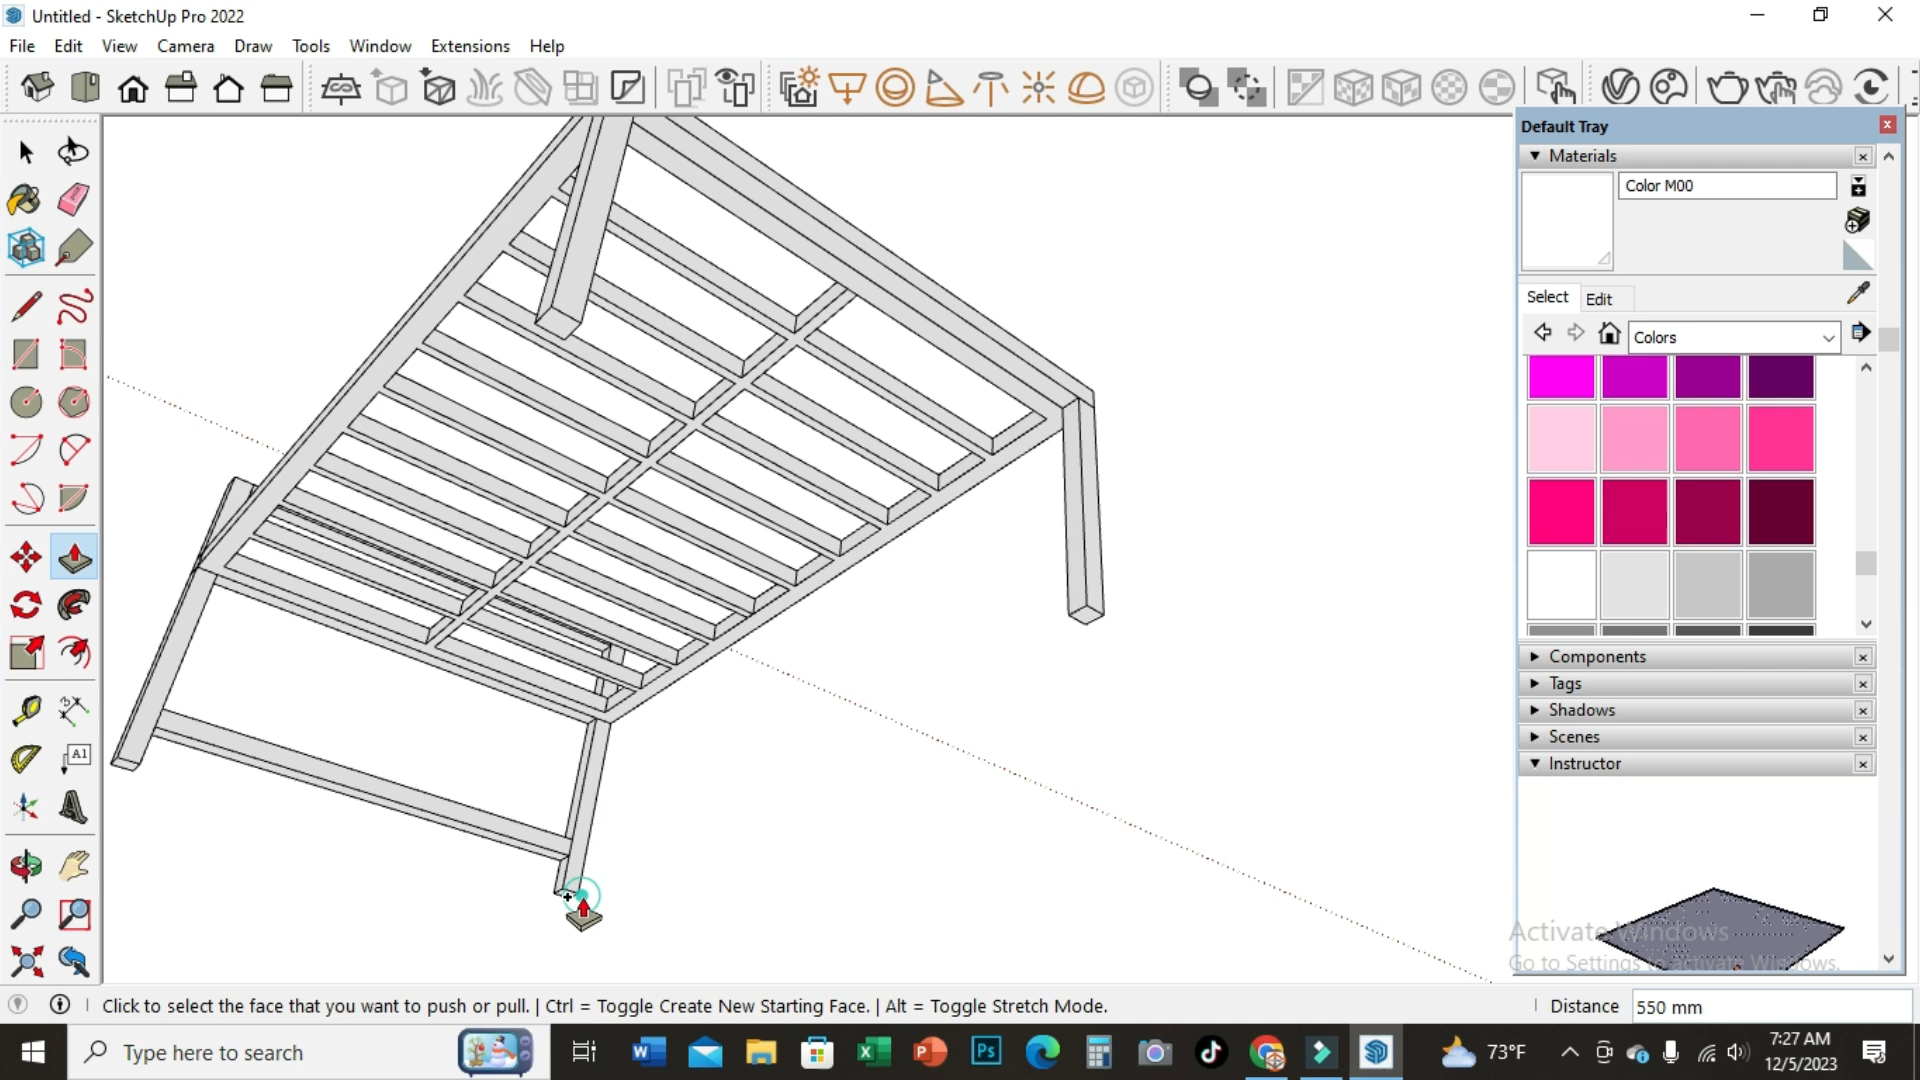 Untitled - SketchUp Pro 2022
File Edit View Camera Draw Tools Window Extensions Help
Default Tray
Materials
Color M00
Select Edit
Colors
Components
Tags
Shadows
Scenes
Instructor
A1
Activate Windows
Go to Settings to activate Windows.
Click to select the face that you want to push or pull. | Ctrl = Toggle Create New Starting Face. | Alt = Toggle Stretch Mode.
Distance 550 mm
Type here to search
73°F
7:27 AM
12/5/2023